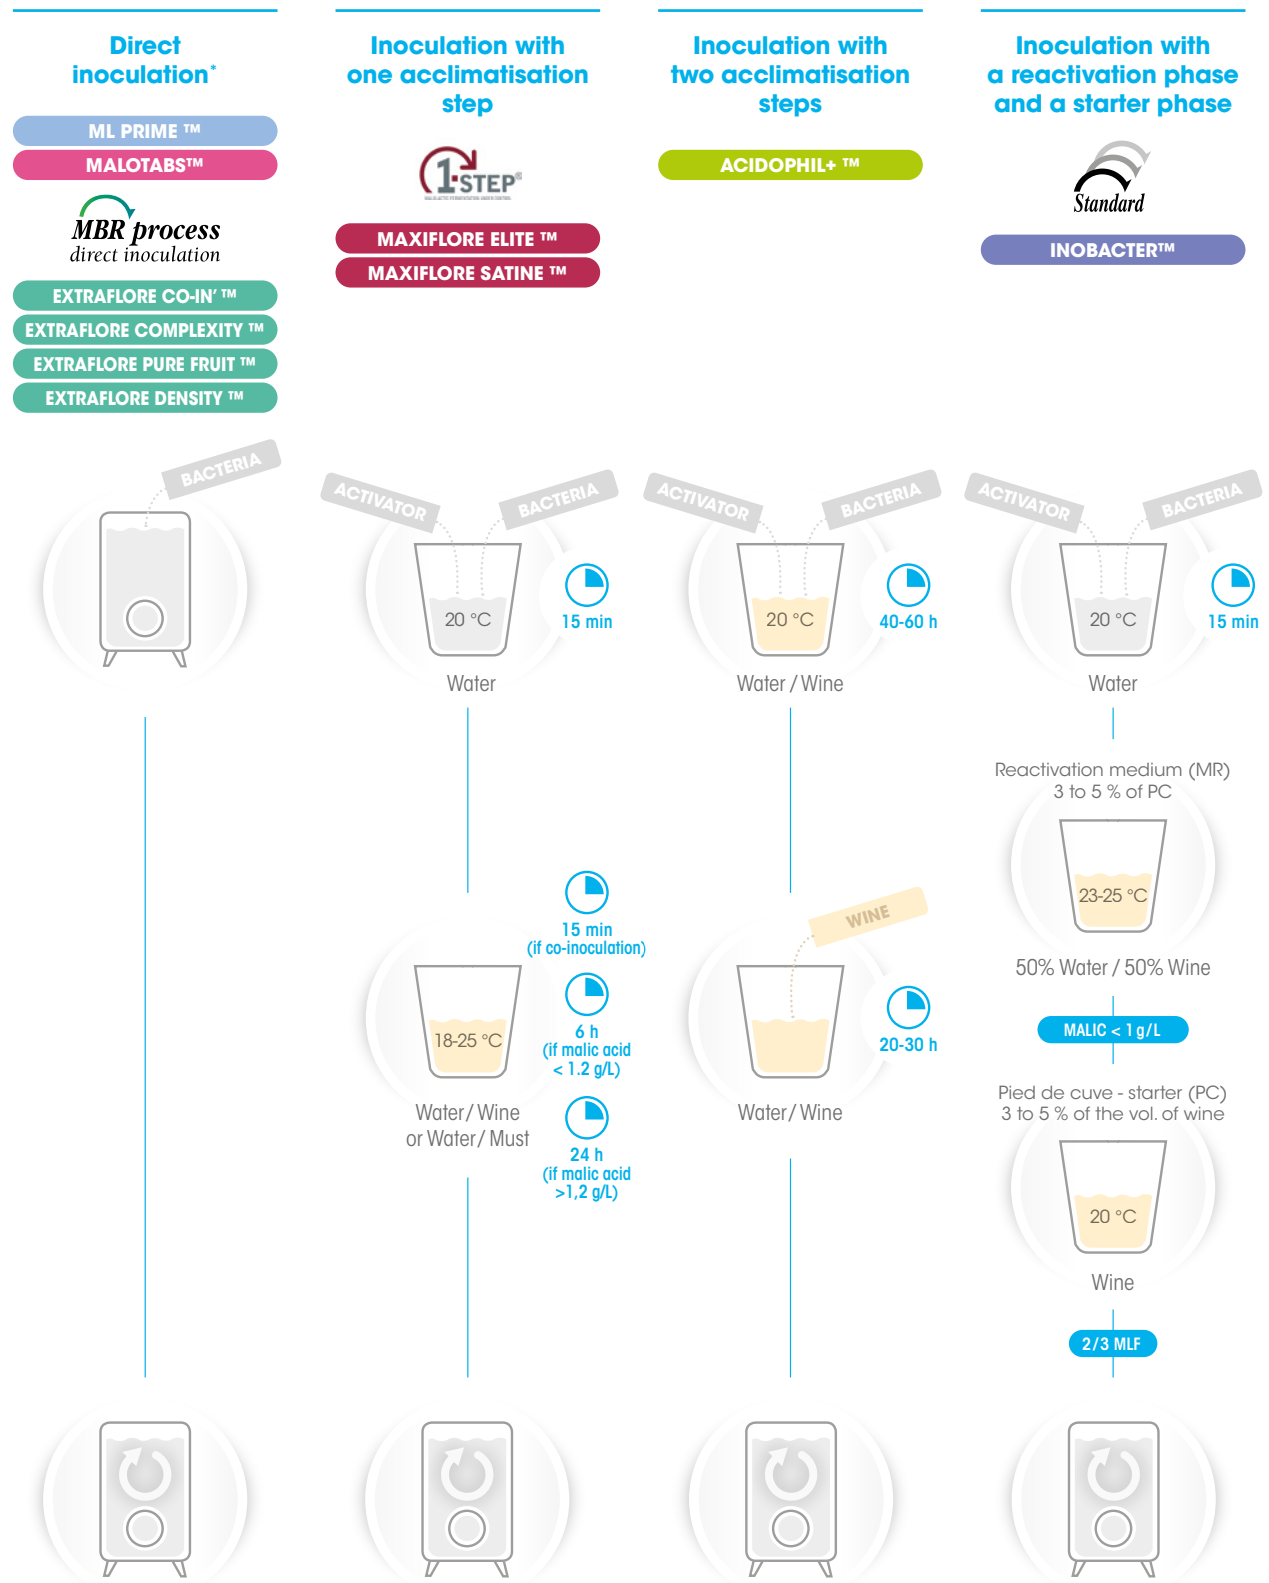 Direct
inoculation*
ML PRIME ™
MALOTABS™
MBR process
direct inoculation
EXTRAFLORE CO-IN’ ™
EXTRAFLORE COMPLEXITY ™
EXTRAFLORE PURE FRUIT ™
EXTRAFLORE DENSITY ™
BACTERIA
Inoculation with
one acclimatisation
step
1-STEP®
MALOLACTIC FERMENTATION UNDER CONTROL
MAXIFLORE ELITE ™
MAXIFLORE SATINE ™
ACTIVATOR
BACTERIA
20 °C
15 min
Water
15 min
(if co-inoculation)
6 h
(if malic acid
< 1.2 g/L)
18-25 °C
Water/ Wine
or Water/ Must
24 h
(if malic acid
>1,2 g/L)
Inoculation with
two acclimatisation
steps
ACIDOPHIL+ ™
ACTIVATOR
BACTERIA
20 °C
40-60 h
Water / Wine
WINE
20-30 h
Water/ Wine
Inoculation with
a reactivation phase
and a starter phase
Standard
INOBACTER™
ACTIVATOR
BACTERIA
20 °C
15 min
Water
Reactivation medium (MR)
3 to 5 % of PC
23-25 °C
50% Water / 50% Wine
MALIC < 1 g/L
Pied de cuve - starter (PC)
3 to 5 % of the vol. of wine
20 °C
Wine
2/3 MLF